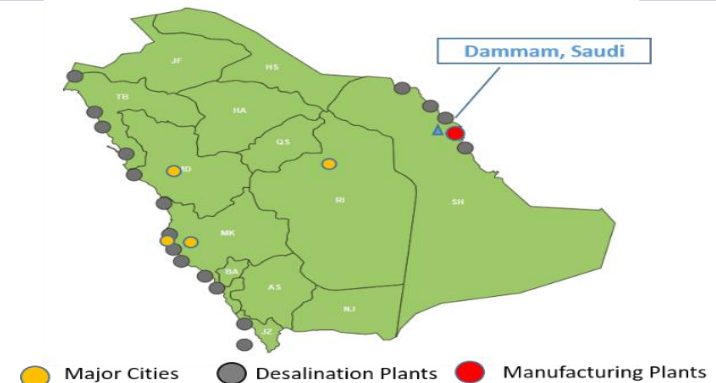 Dammam, Saudi
JF
HS
TB
HA
QS
MD
RI
SH
MK
BA
AS
NJ
JZ
Major Cities
Desalination Plants
Manufacturing Plants